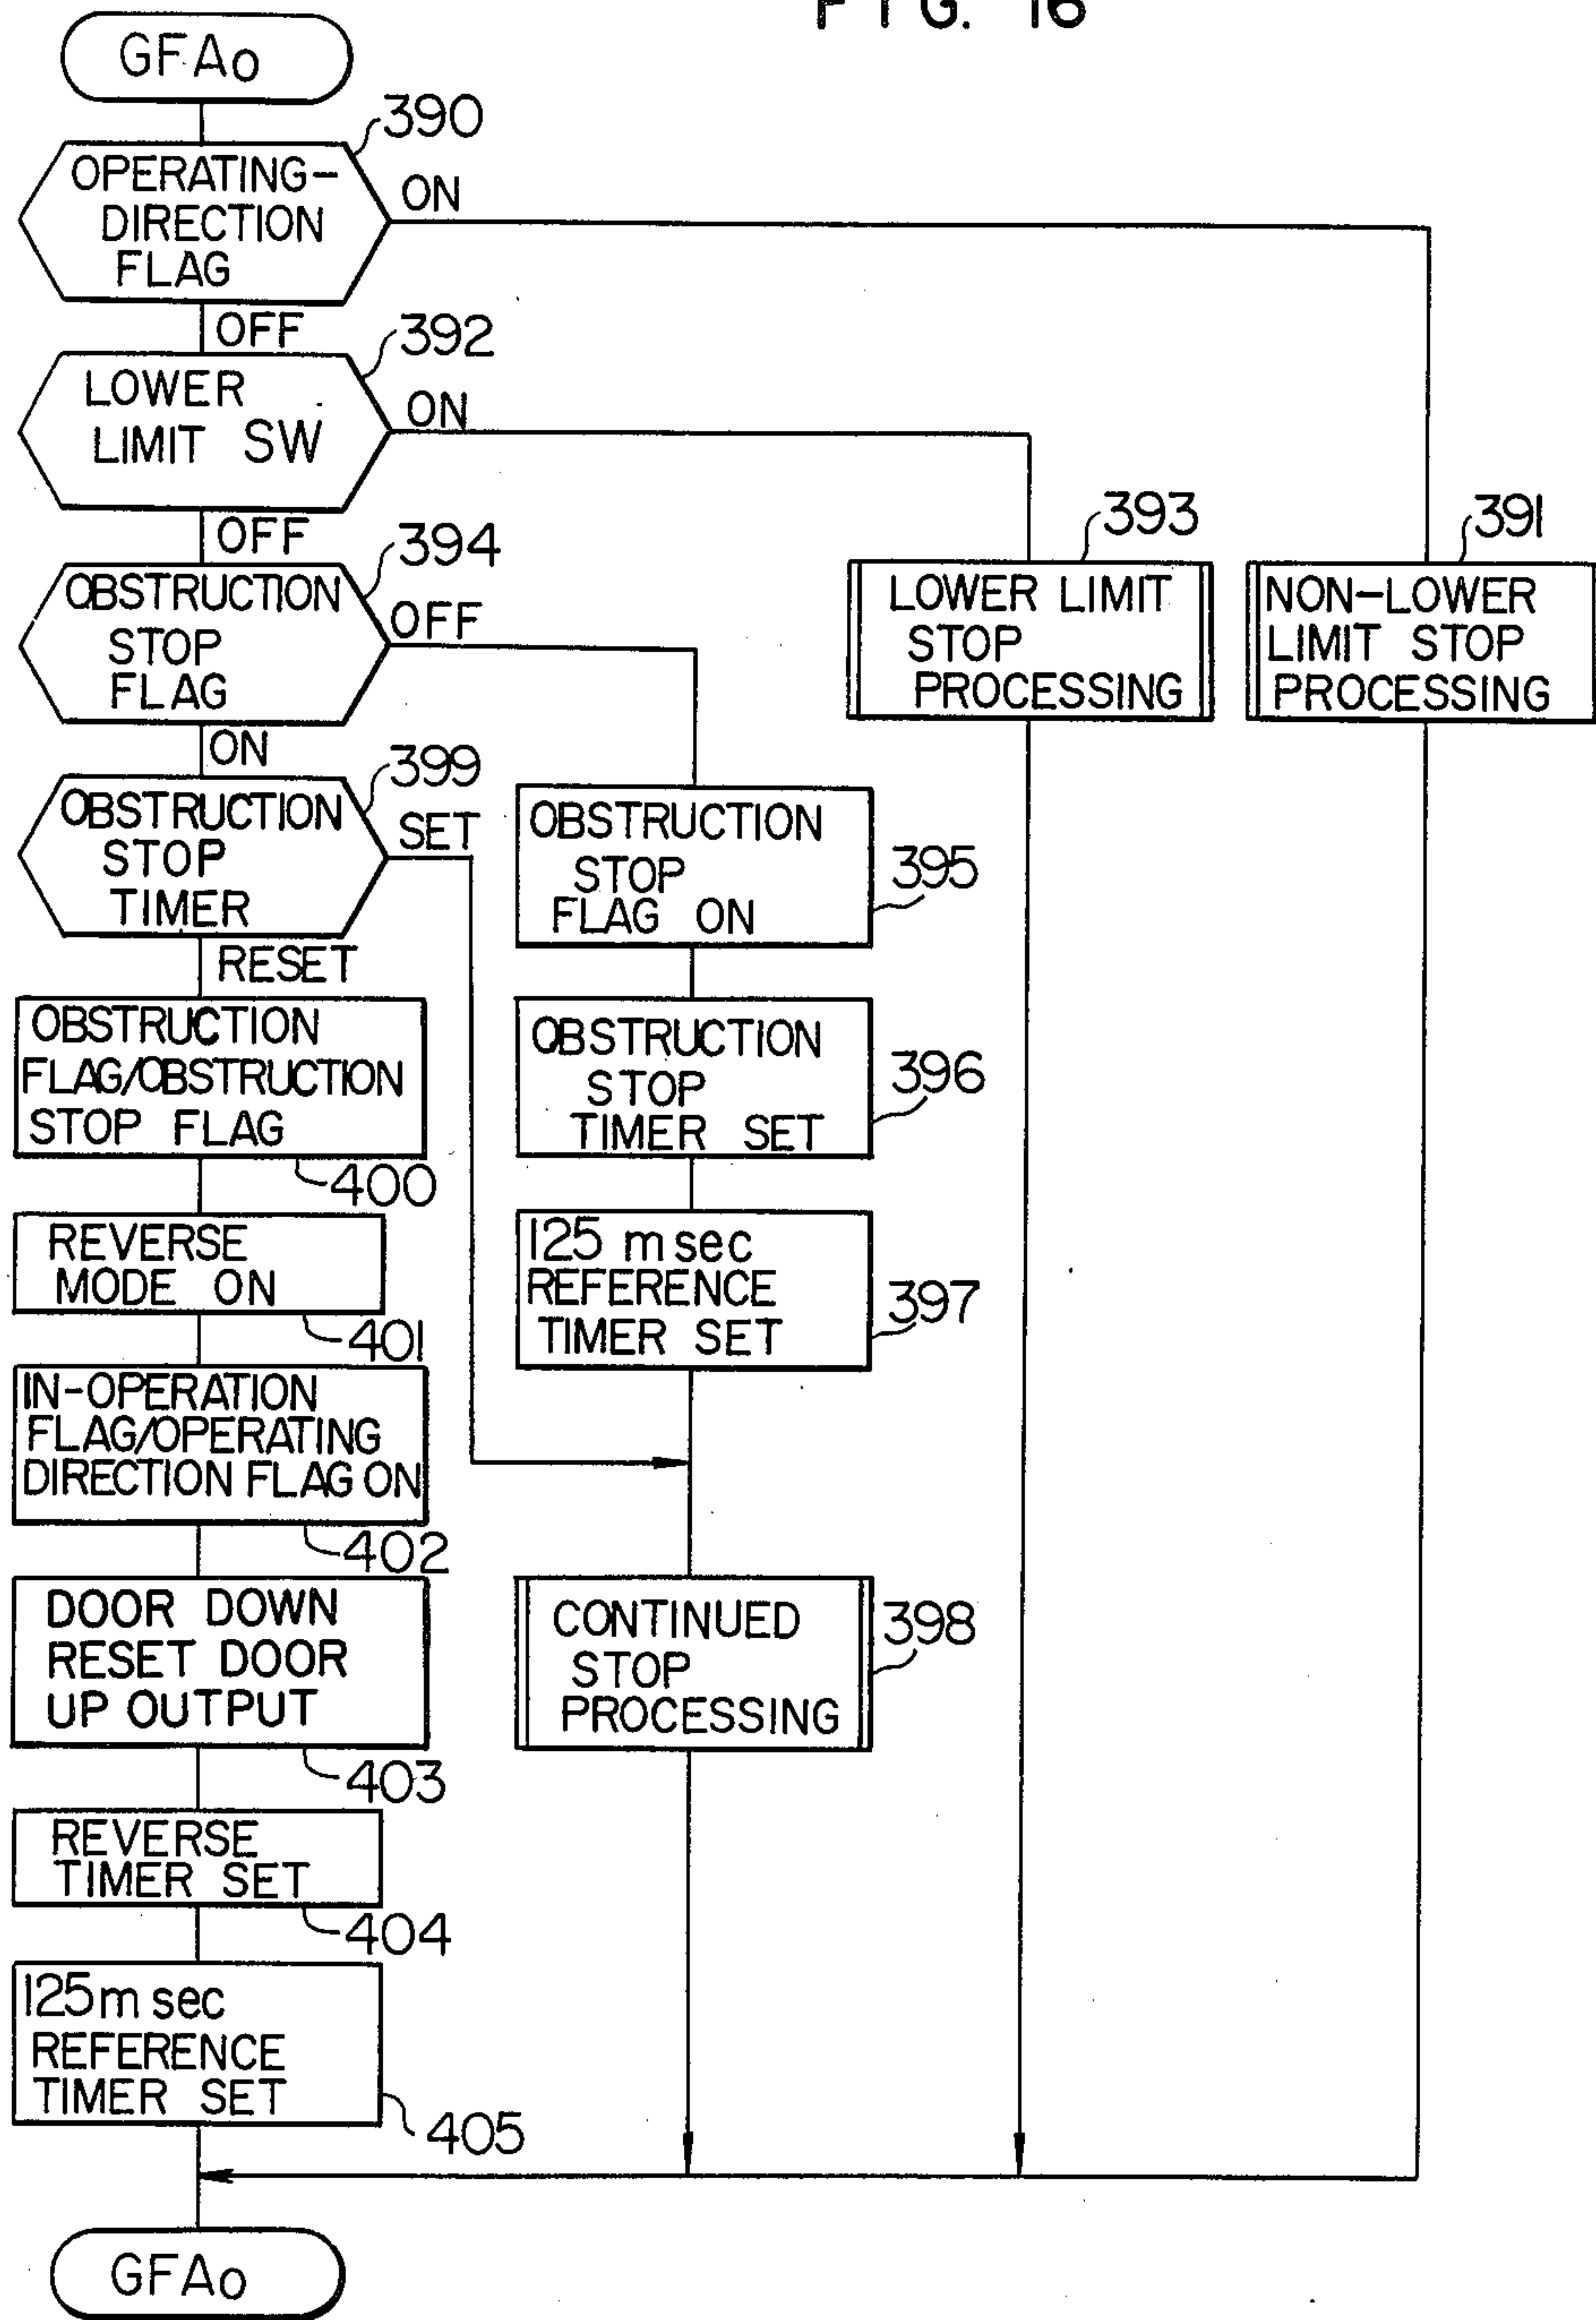 FIG. 16
GFAo
390
OPERATING-
DIRECTION
FLAG
ON
OFF
392
LOWER
LIMIT SW
ON
OFF
393
LOWER LIMIT
STOP
PROCESSING
391
NON-LOWER
LIMIT STOP
PROCESSING
394
OBSTRUCTION
STOP
FLAG
OFF
ON
399
OBSTRUCTION
STOP
TIMER
SET
RESET
OBSTRUCTION
STOP
FLAG ON
395
OBSTRUCTION
STOP
TIMER SET
396
125 msec
REFERENCE
TIMER SET
397
CONTINUED
STOP
PROCESSING
398
OBSTRUCTION
FLAG/OBSTRUCTION
STOP FLAG
400
REVERSE
MODE ON
401
IN-OPERATION
FLAG/OPERATING
DIRECTION FLAG ON
402
DOOR DOWN
RESET DOOR
UP OUTPUT
403
REVERSE
TIMER SET
404
125msec
REFERENCE
TIMER SET
405
GFAo